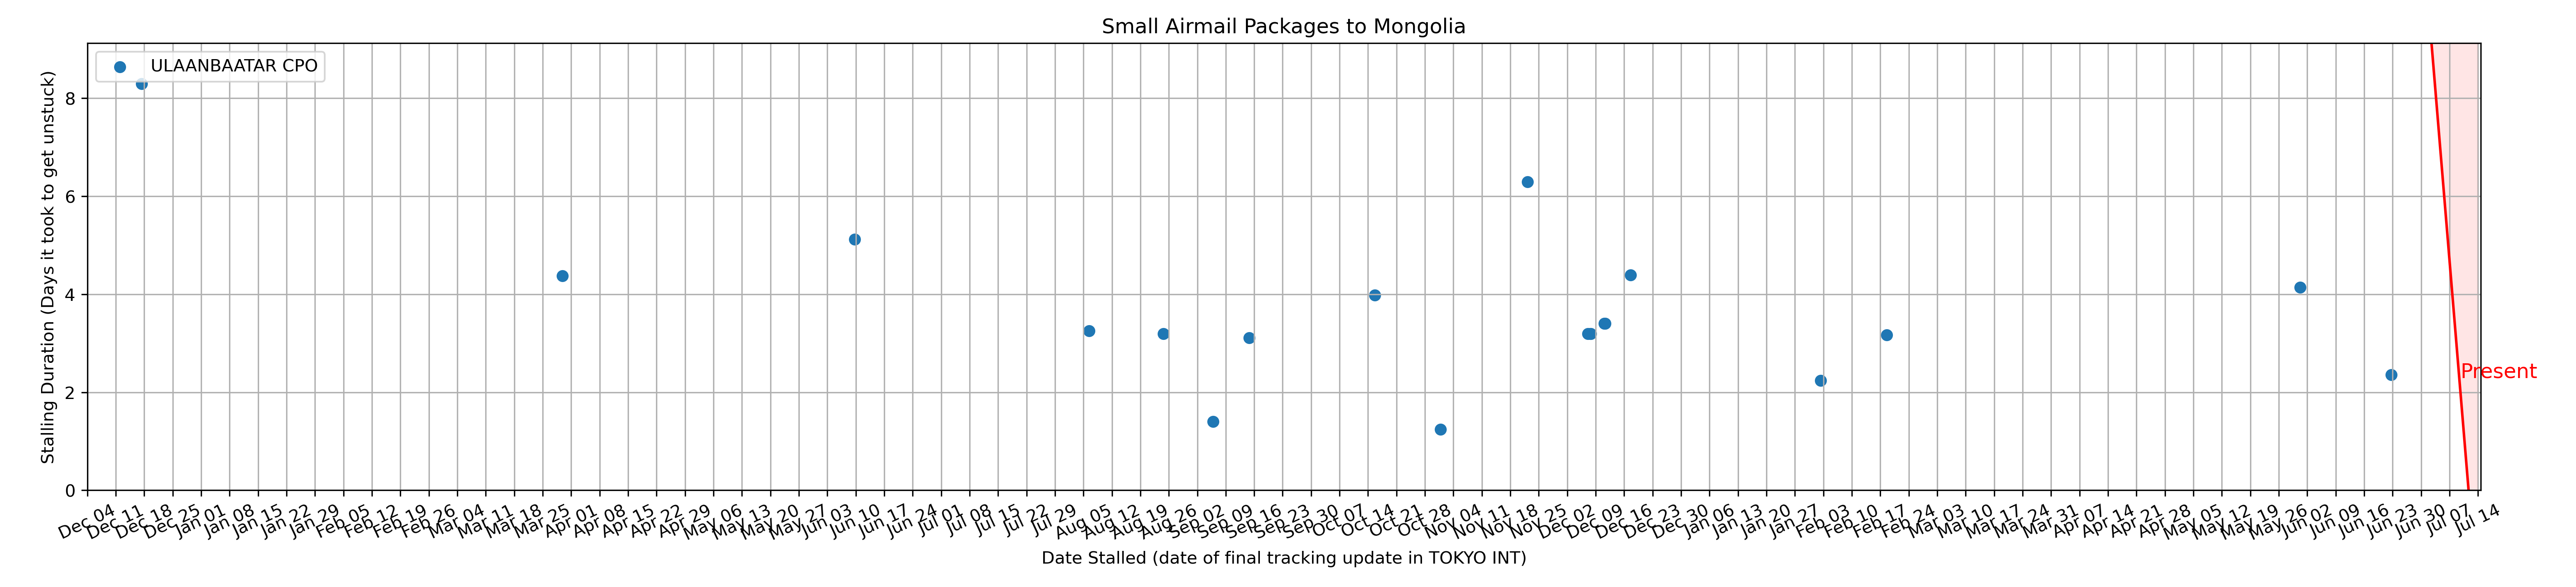 Small Airmail Packages to Mongolia
ULAANBAATAR CPO
Stalling Duration (Days it took to get unstuck)
8
6
4
2
0
Present
Dec 04
Dec 11
Dec 18
Dec 25
Jan 01
Jan 08
Jan 15
Jan 22
Jan 29
Feb 05
Feb 12
Feb 19
Feb 26
Mar 04
Mar 11
Mar 18
Mar 25
Apr 01
Apr 08
Apr 15
Apr 22
Apr 29
May 06
May 13
May 20
May 27
Jun 03
Jun 10
Jun 17
Jun 24
Jul 01
Jul 08
Jul 15
Jul 22
Jul 29
Aug 05
Aug 12
Aug 19
Aug 26
Sep 02
Sep 09
Sep 16
Sep 23
Sep 30
Oct 07
Oct 14
Oct 21
Oct 28
Nov 04
Nov 11
Nov 18
Nov 25
Dec 02
Dec 09
Dec 16
Dec 23
Dec 30
Jan 06
Jan 13
Jan 20
Jan 27
Feb 03
Feb 10
Feb 17
Feb 24
Mar 03
Mar 10
Mar 17
Mar 24
Mar 31
Apr 07
Apr 14
Apr 21
Apr 28
May 05
May 12
May 19
May 26
Jun 02
Jun 09
Jun 16
Jun 23
Jun 30
Jul 07
Jul 14
Date Stalled (date of final tracking update in TOKYO INT)